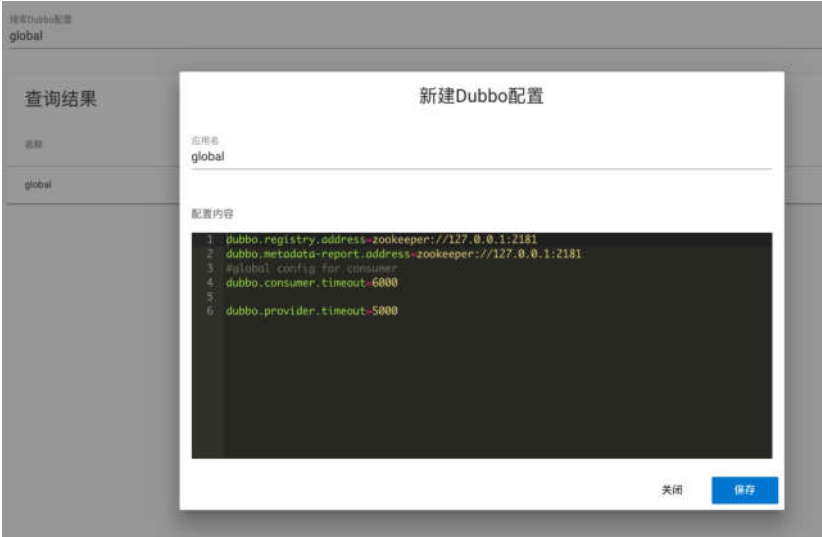 搜索Dubbo配置
global
查询结果
名称
global
新建Dubbo配置
应用名
global
配置内容
1 dubbo.registry.address=zookeeper://127.0.0.1:2181
2 dubbo.metadata-report.address=zookeeper://127.0.0.1:2181
3 #global config for consumer
4 dubbo.consumer.timeout=6000
5
6 dubbo.provider.timeout=5000
关闭
保存